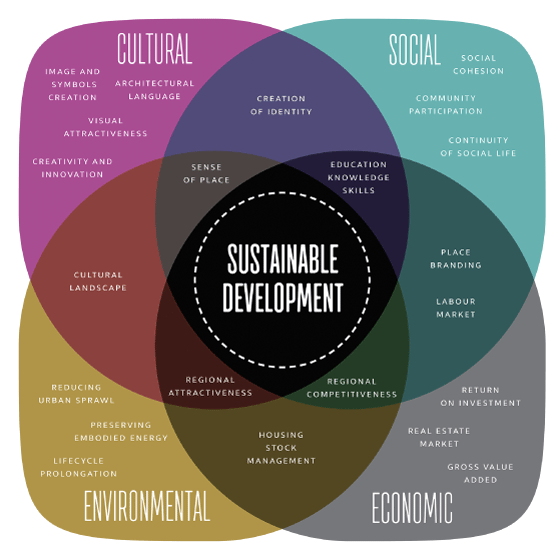 CULTURAL
SOCIAL
IMAGE AND
SYMBOLS
CREATION
ARCHITECTURAL
LANGUAGE
VISUAL
ATTRACTIVENESS
CREATIVITY AND
INNOVATION
CREATION
OF IDENTITY
SOCIAL
COHESION
COMMUNITY
PARTICIPATION
CONTINUITY
OF SOCIAL LIFE
SENSE
OF PLACE
EDUCATION
KNOWLEDGE
SKILLS
CULTURAL
LANDSCAPE
SUSTAINABLE
DEVELOPMENT
PLACE
BRANDING
LABOUR
MARKET
REGIONAL
ATTRACTIVENESS
REGIONAL
COMPETITIVENESS
REDUCING
URBAN SPRAWL
PRESERVING
EMBODIED ENERGY
LIFECYCLE
PROLONGATION
HOUSING
STOCK
MANAGEMENT
RETURN
ON INVESTMENT
REAL ESTATE
MARKET
GROSS VALUE
ADDED
ENVIRONMENTAL
ECONOMIC